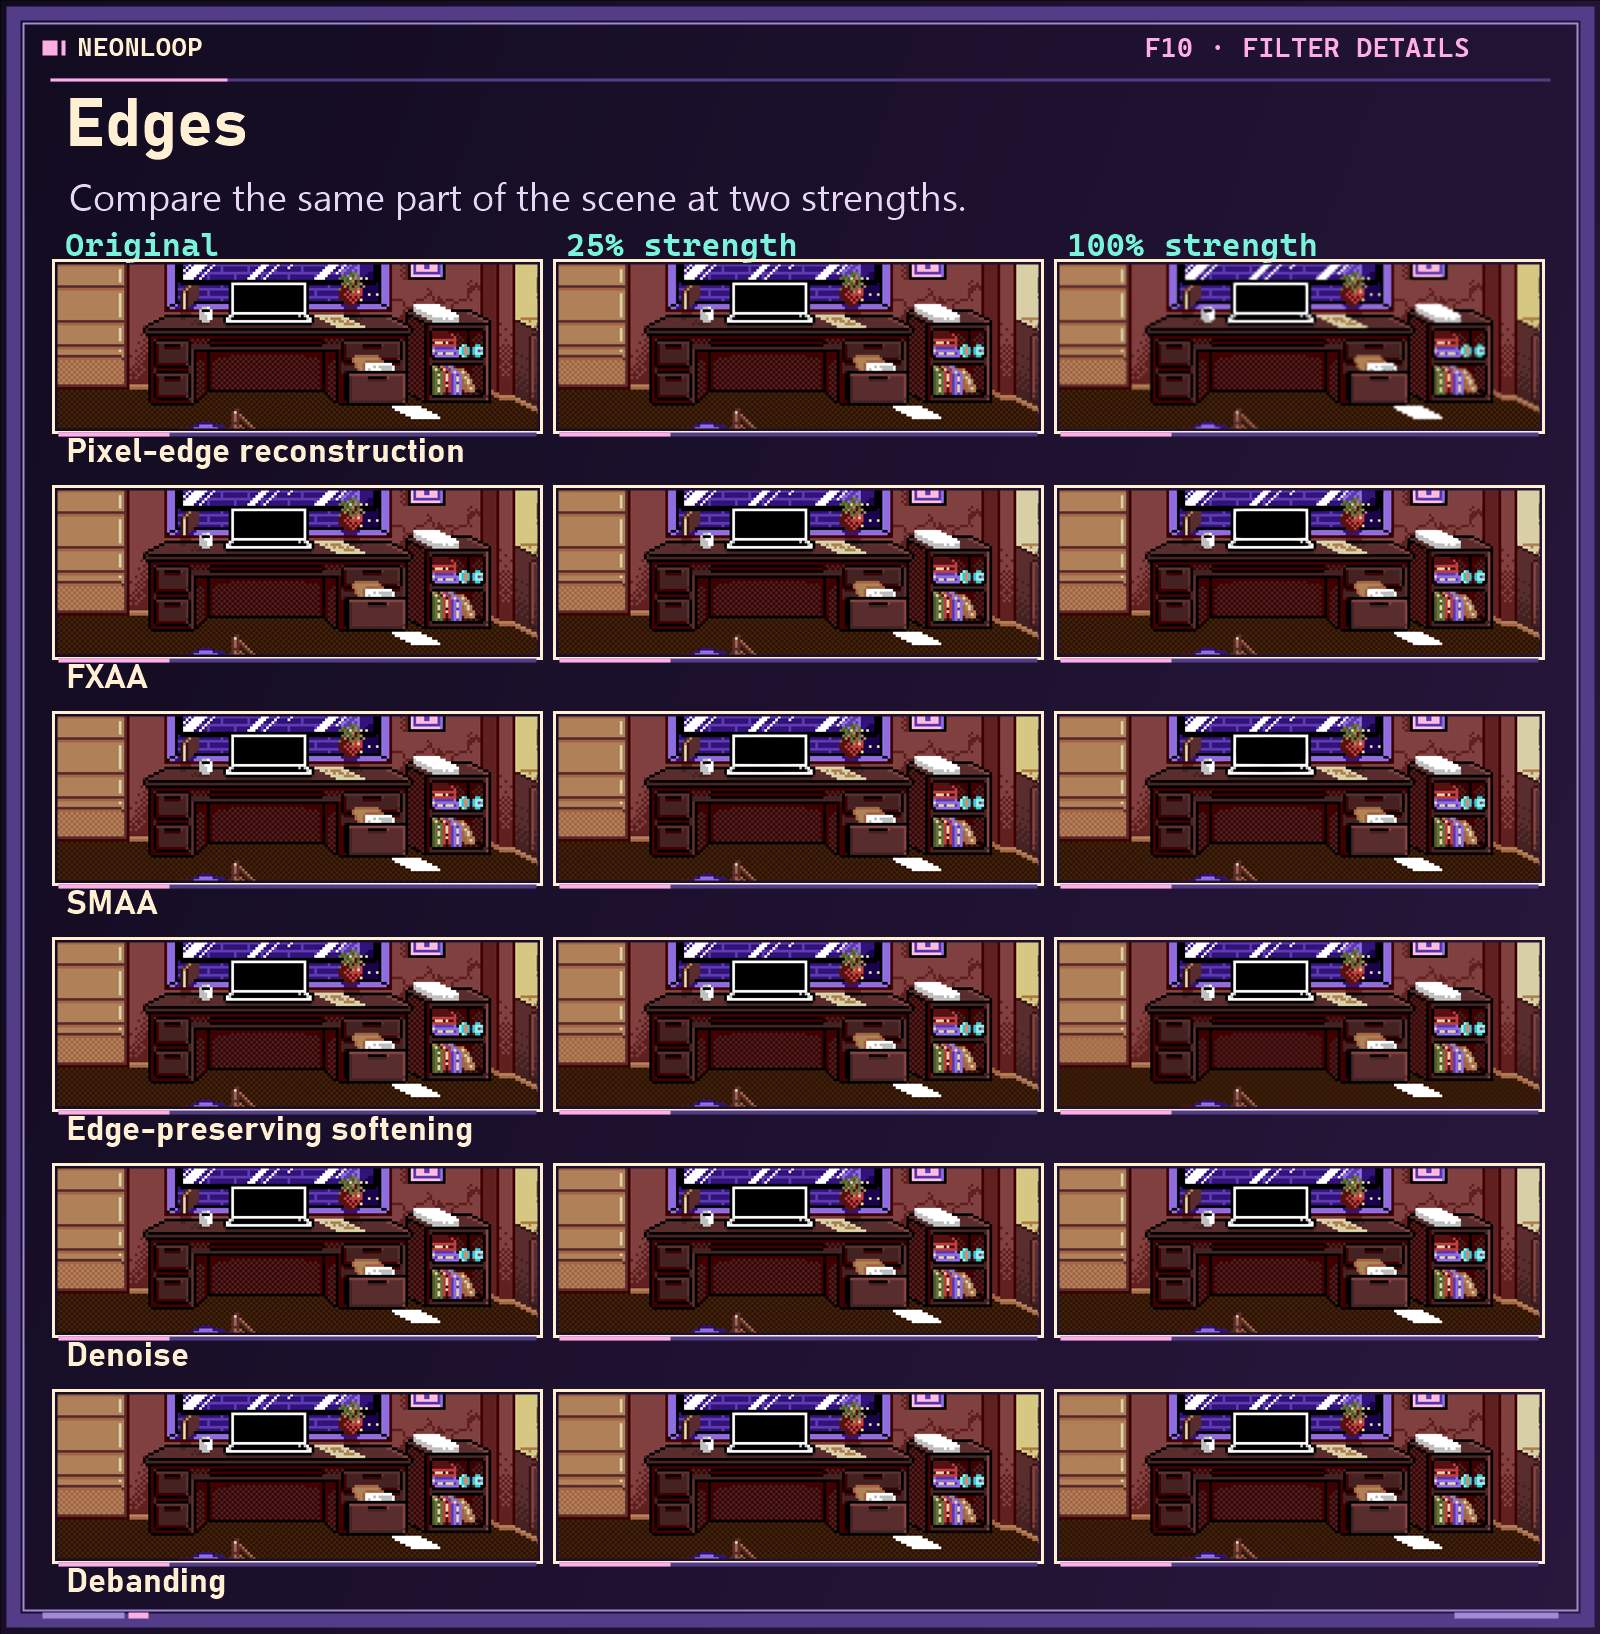 NEONLOOP
F10 · FILTER DETAILS
Edges
Compare the same part of the scene at two strengths.
Original
25% strength
100% strength
Pixel-edge reconstruction
FXAA
SMAA
Edge-preserving softening
Denoise
Debanding